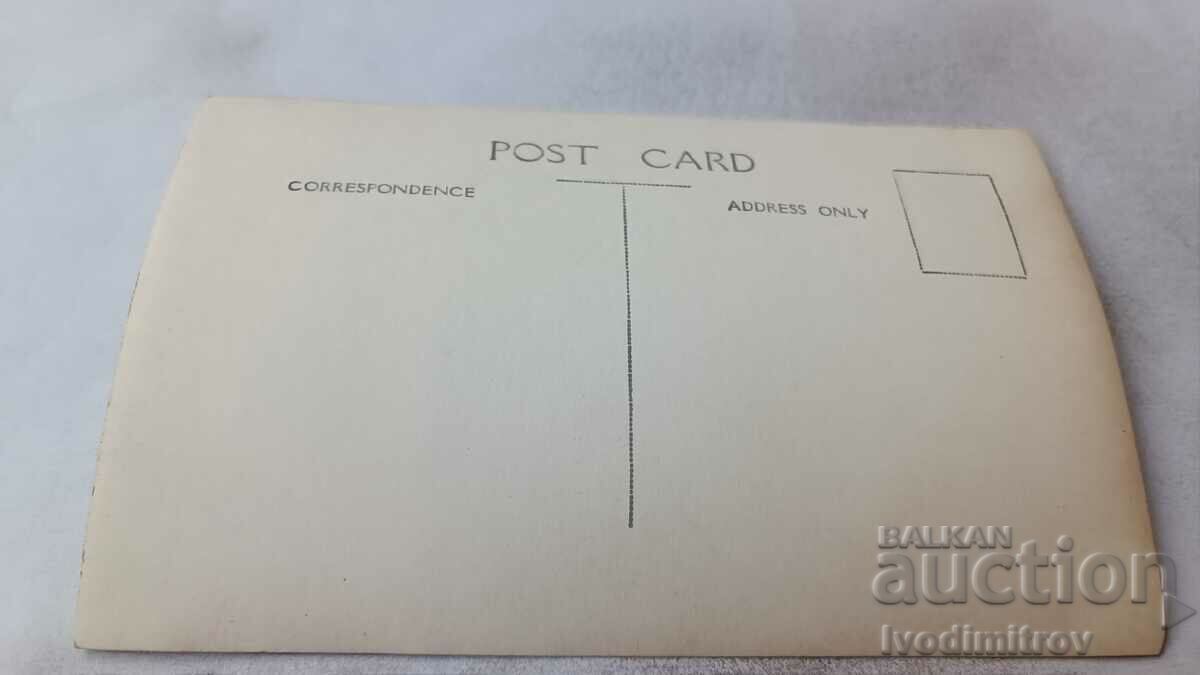 POST CARD
CORRESPONDENCE
ADDRESS ONLY
BALKAN
auction
Ivodimitrov